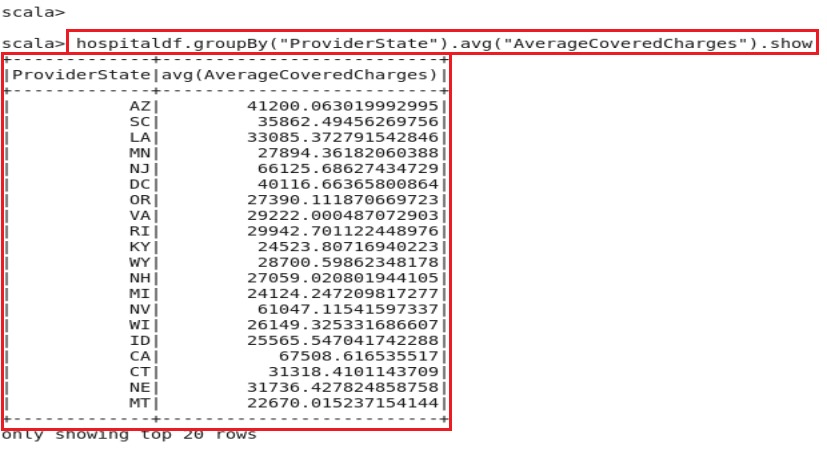 scala>
scala> hospitaldf.groupBy("ProviderState").avg("AverageCoveredCharges").show
+-------------+--------------------------+
|ProviderState|avg(AverageCoveredCharges)|
+-------------+--------------------------+
|           AZ|        41200.063019992995|
|           SC|         35862.49456269756|
|           LA|        33085.372791542846|
|           MN|         27894.36182060388|
|           NJ|         66125.68627434729|
|           DC|         40116.66365800864|
|           OR|        27390.111870669723|
|           VA|        29222.000487072903|
|           RI|        29942.701122448976|
|           KY|         24523.80716940223|
|           WY|         28700.59862348178|
|           NH|        27059.020801944105|
|           MI|        24124.247209817277|
|           NV|         61047.11541597337|
|           WI|        26149.325331686607|
|           ID|        25565.547041742288|
|           CA|           67508.616535517|
|           CT|          31318.4101143709|
|           NE|        31736.427824858758|
|           MT|        22670.015237154144|
+-------------+--------------------------+
only showing top 20 rows